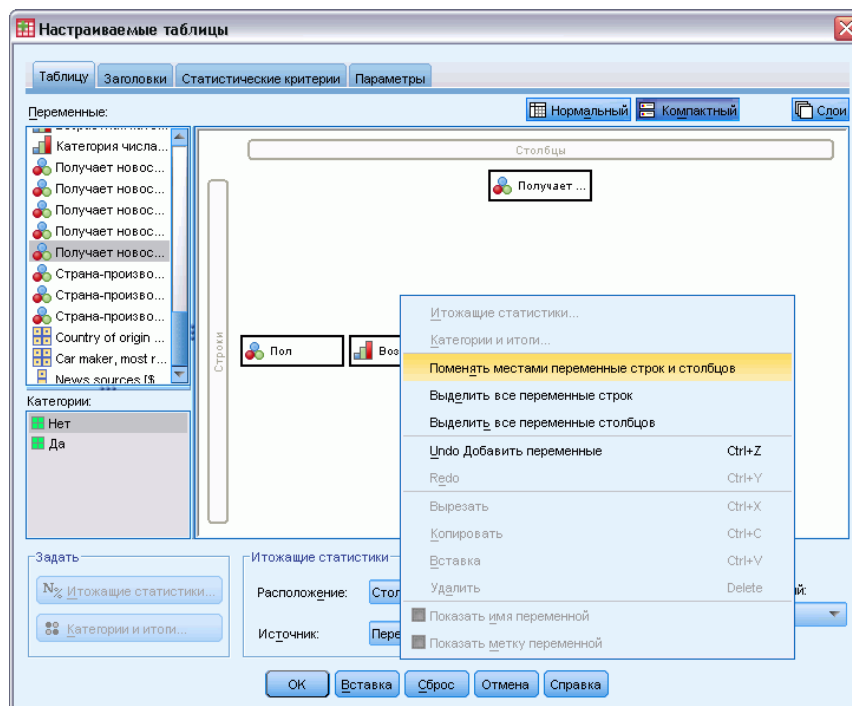 Настраиваемые таблицы
Таблицу Заголовки Статистические критерии Параметры
Переменные:
Нормальный Компактный Слои
Категория числа...
Получает новос...
Получает новос...
Получает новос...
Получает новос...
Получает новос...
Страна-произво...
Страна-произво...
Страна-произво...
Country of origin ...
Car maker, most r...
News sources [$
Столбцы
Получает ...
Строки
Пол
Воз
Итожащие статистики...
Категории и итоги...
Поменять местами переменные строк и столбцов
Выделить все переменные строк
Выделить все переменные столбцов
Undo Добавить переменные Ctrl+Z
Redo Ctrl+Y
Вырезать Ctrl+X
Копировать Ctrl+C
Вставка Ctrl+V
Удалить Delete
Показать имя переменной
Показать метку переменной
Категории:
Нет
Да
Задать
N% Итожащие статистики...
Категории и итоги...
Итожащие статистики
Расположение: Стол
Источник: Пере
й:
OK Вставка Сброс Отмена Справка